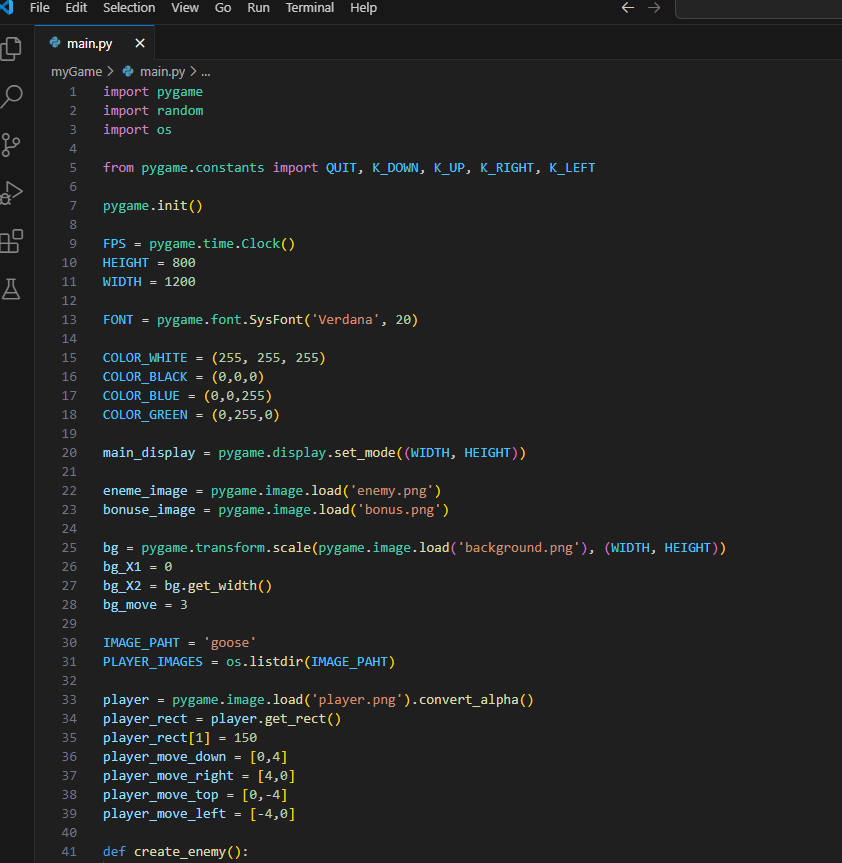 File Edit Selection View Go Run Terminal Help
main.py
myGame > main.py > ...
1 import pygame
2 import random
3 import os
4
5 from pygame.constants import QUIT, K_DOWN, K_UP, K_RIGHT, K_LEFT
6
7 pygame.init()
8
9 FPS = pygame.time.Clock()
10 HEIGHT = 800
11 WIDTH = 1200
12
13 FONT = pygame.font.SysFont('Verdana', 20)
14
15 COLOR_WHITE = (255, 255, 255)
16 COLOR_BLACK = (0,0,0)
17 COLOR_BLUE = (0,0,255)
18 COLOR_GREEN = (0,255,0)
19
20 main_display = pygame.display.set_mode((WIDTH, HEIGHT))
21
22 eneme_image = pygame.image.load('enemy.png')
23 bonuse_image = pygame.image.load('bonus.png')
24
25 bg = pygame.transform.scale(pygame.image.load('background.png'), (WIDTH, HEIGHT))
26 bg_X1 = 0
27 bg_X2 = bg.get_width()
28 bg_move = 3
29
30 IMAGE_PAHT = 'goose'
31 PLAYER_IMAGES = os.listdir(IMAGE_PAHT)
32
33 player = pygame.image.load('player.png').convert_alpha()
34 player_rect = player.get_rect()
35 player_rect[1] = 150
36 player_move_down = [0,4]
37 player_move_right = [4,0]
38 player_move_top = [0,-4]
39 player_move_left = [-4,0]
40
41 def create_enemy():